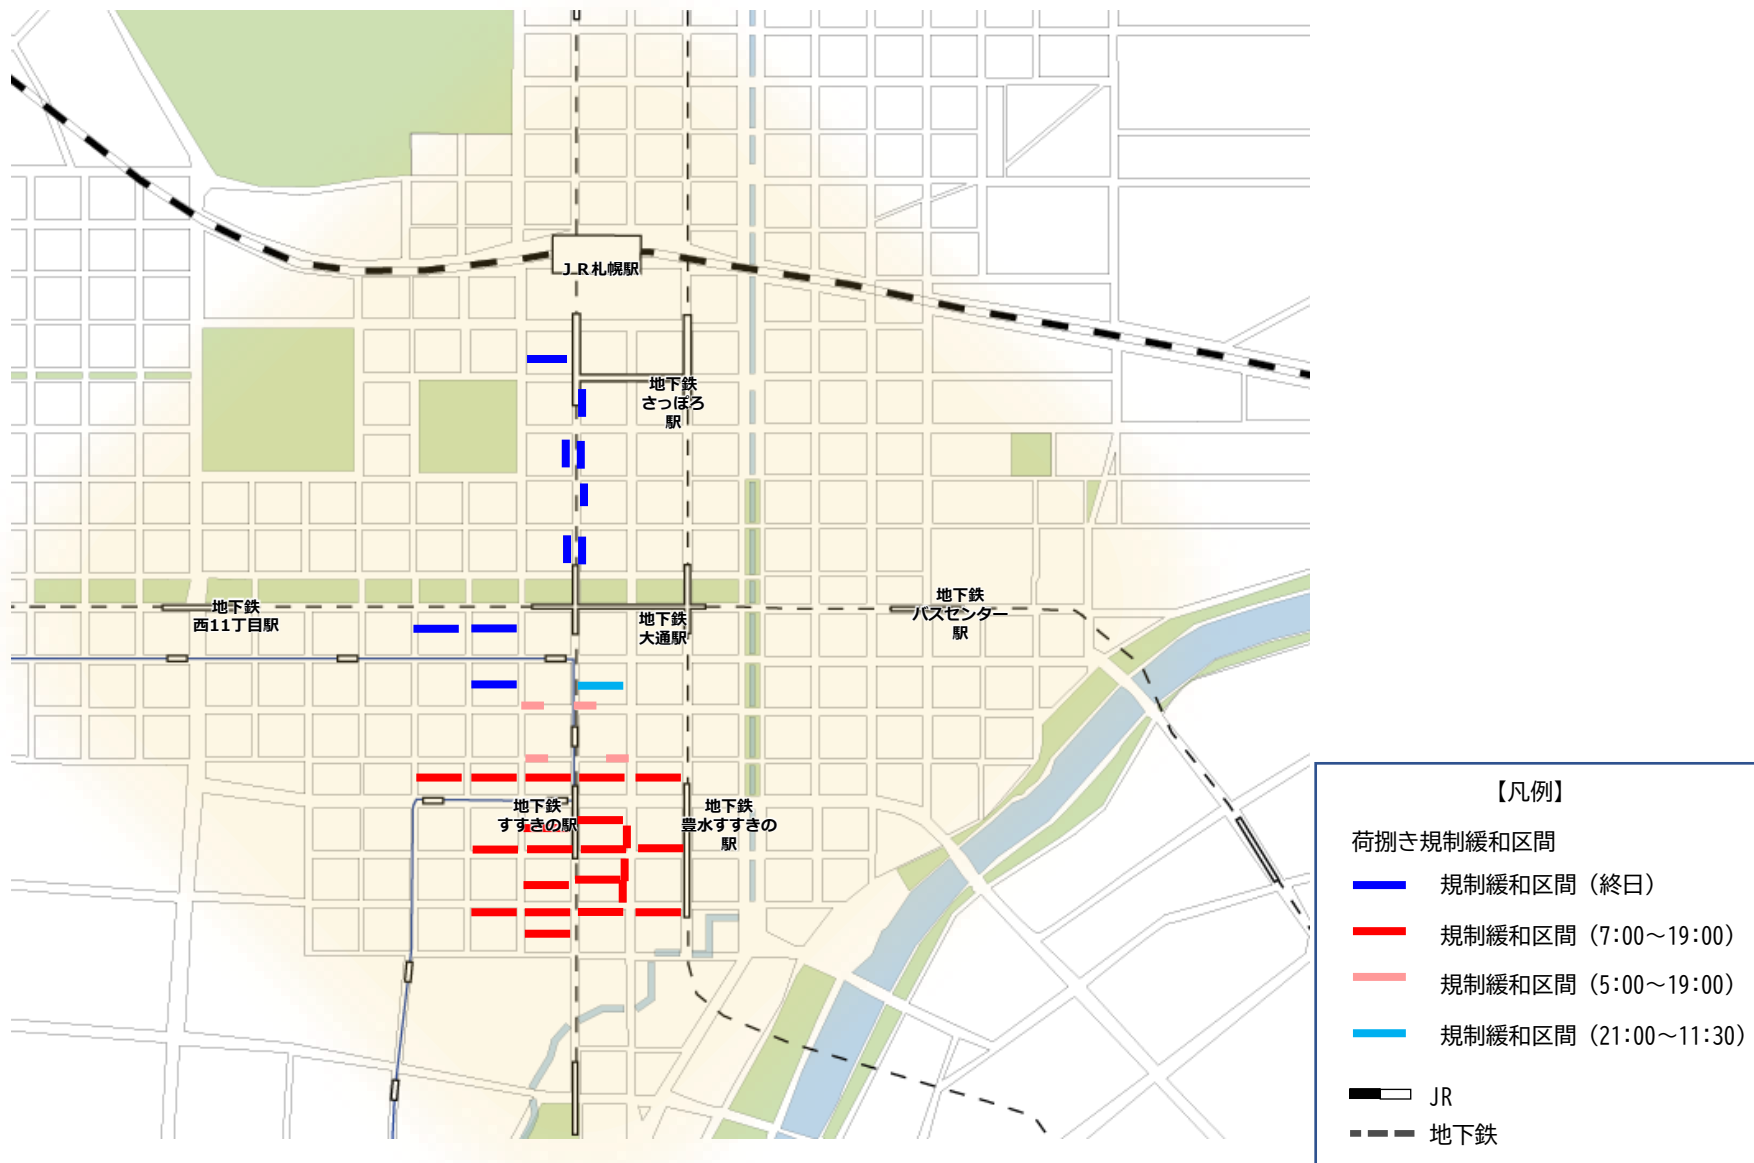 JR札幌駅
地下鉄
さっぽろ
駅
地下鉄
西11丁目駅
地下鉄
大通駅
地下鉄
バスセンター
駅
地下鉄
すすきの駅
地下鉄
豊水すすきの
駅
【凡例】
荷捌き規制緩和区間
規制緩和区間（終日）
規制緩和区間（7:00～19:00）
規制緩和区間（5:00～19:00）
規制緩和区間（21:00～11:30）
JR
地下鉄